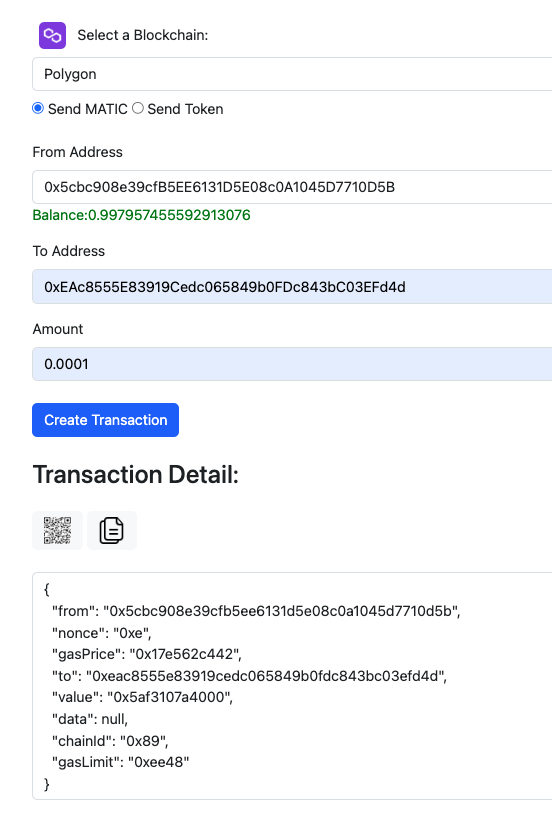 Select a Blockchain:
Polygon
Send MATIC Send Token
From Address
0x5cbc908e39cfB5EE6131D5E08c0A1045D7710D5B
Balance:0.997957455592913076
To Address
0xEAc8555E83919Cedc065849b0FDc843bC03EFd4d
Amount
0.0001
Create Transaction
Transaction Detail:
{
"from": "0x5cbc908e39cfb5ee6131d5e08c0a1045d7710d5b",
"nonce": "0xe",
"gasPrice": "0x17e562c442",
"to": "0xeac8555e83919cedc065849b0fdc843bc03efd4d",
"value": "0x5af3107a4000",
"data": null,
"chainId": "0x89",
"gasLimit": "0xee48"
}